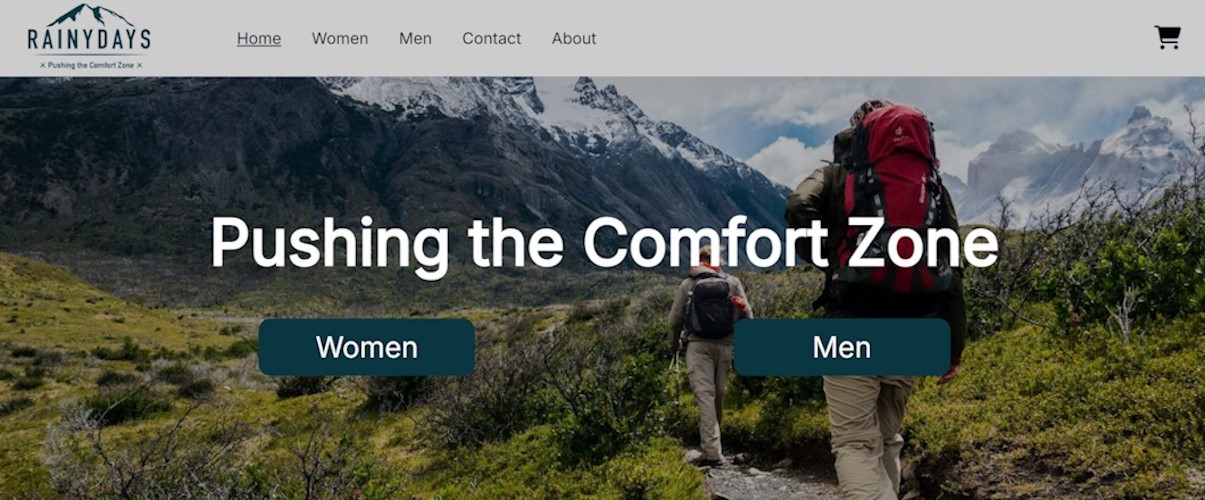 RAINYDAYS
× Pushing the Comfort Zone ×
Home Women Men Contact About
Pushing the Comfort Zone
Women Men